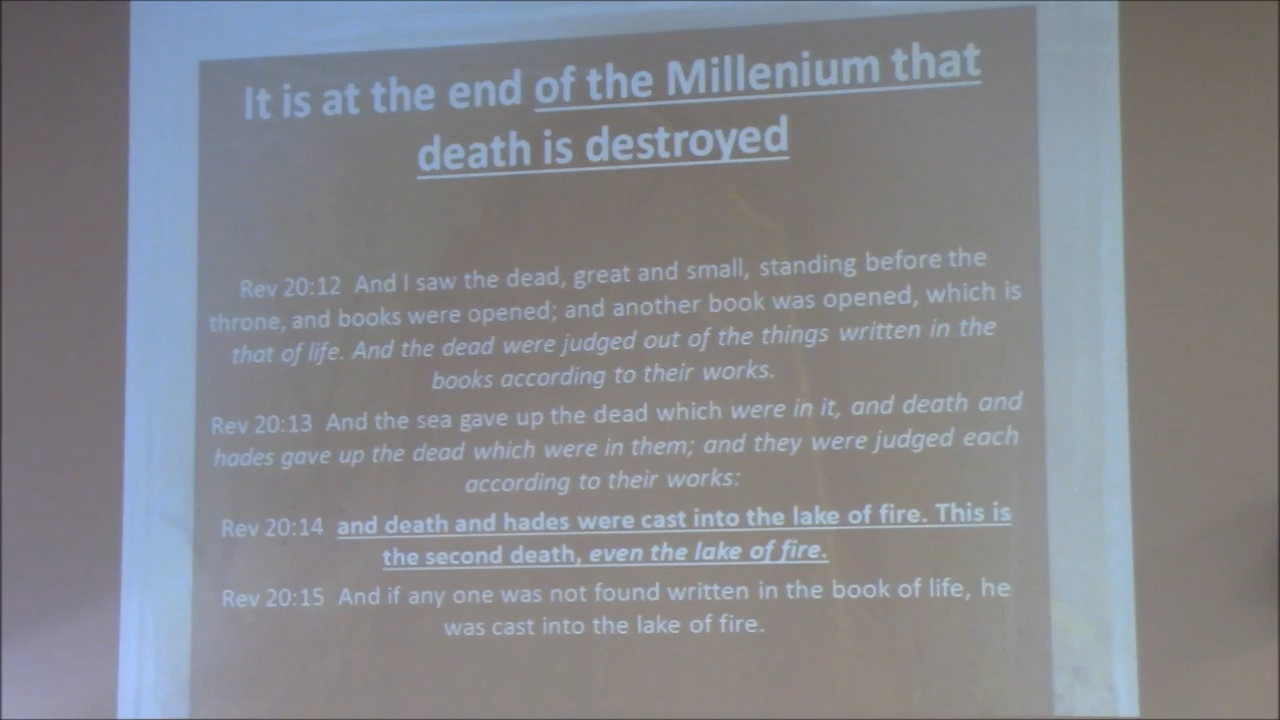 It is at the end of the Millenium that
death is destroyed
Rev 20:12 And I saw the dead, great and small, standing before the
throne, and books were opened; and another book was opened, which is
that of life. And the dead were judged out of the things written in the
books according to their works.
Rev 20:13 And the sea gave up the dead which were in it, and death and
hades gave up the dead which were in them; and they were judged each
according to their works:
Rev 20:14 and death and hades were cast into the lake of fire. This is
the second death, even the lake of fire.
Rev 20:15 And if any one was not found written in the book of life, he
was cast into the lake of fire.